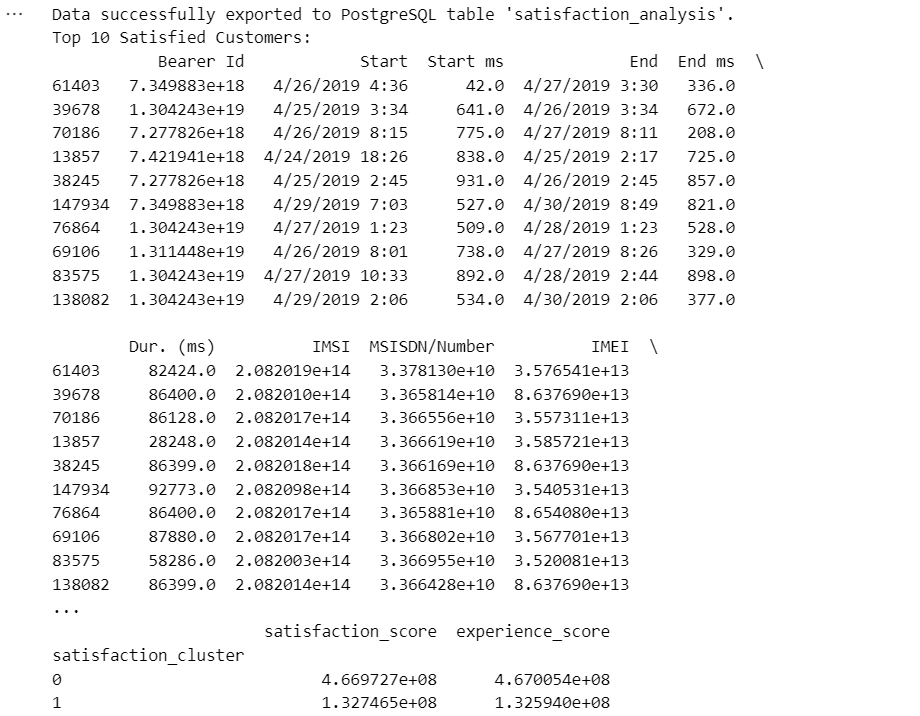 ... Data successfully exported to PostgreSQL table 'satisfaction_analysis'.
Top 10 Satisfied Customers:
Bearer Id Start Start ms End End ms \
61403 7.349883e+18 4/26/2019 4:36 42.0 4/27/2019 3:30 336.0
39678 1.304243e+19 4/25/2019 3:34 641.0 4/26/2019 3:34 672.0
70186 7.277826e+18 4/26/2019 8:15 775.0 4/27/2019 8:11 208.0
13857 7.421941e+18 4/24/2019 18:26 838.0 4/25/2019 2:17 725.0
38245 7.277826e+18 4/25/2019 2:45 931.0 4/26/2019 2:45 857.0
147934 7.349883e+18 4/29/2019 7:03 527.0 4/30/2019 8:49 821.0
76864 1.304243e+19 4/27/2019 1:23 509.0 4/28/2019 1:23 528.0
69106 1.311448e+19 4/26/2019 8:01 738.0 4/27/2019 8:26 329.0
83575 1.304243e+19 4/27/2019 10:33 892.0 4/28/2019 2:44 898.0
138082 1.304243e+19 4/29/2019 2:06 534.0 4/30/2019 2:06 377.0
Dur. (ms) IMSI MSISDN/Number IMEI \
61403 82424.0 2.082019e+14 3.378130e+10 3.576541e+13
39678 86400.0 2.082010e+14 3.365814e+10 8.637690e+13
70186 86128.0 2.082017e+14 3.366556e+10 3.557311e+13
13857 28248.0 2.082014e+14 3.366619e+10 3.585721e+13
38245 86399.0 2.082018e+14 3.366169e+10 8.637690e+13
147934 92773.0 2.082098e+14 3.366853e+10 3.540531e+13
76864 86400.0 2.082017e+14 3.365881e+10 8.654080e+13
69106 87880.0 2.082017e+14 3.366802e+10 3.567701e+13
83575 58286.0 2.082003e+14 3.366955e+10 3.520081e+13
138082 86399.0 2.082014e+14 3.366428e+10 8.637690e+13
...
satisfaction_score experience_score
satisfaction_cluster
0 4.669727e+08 4.670054e+08
1 1.327465e+08 1.325940e+08